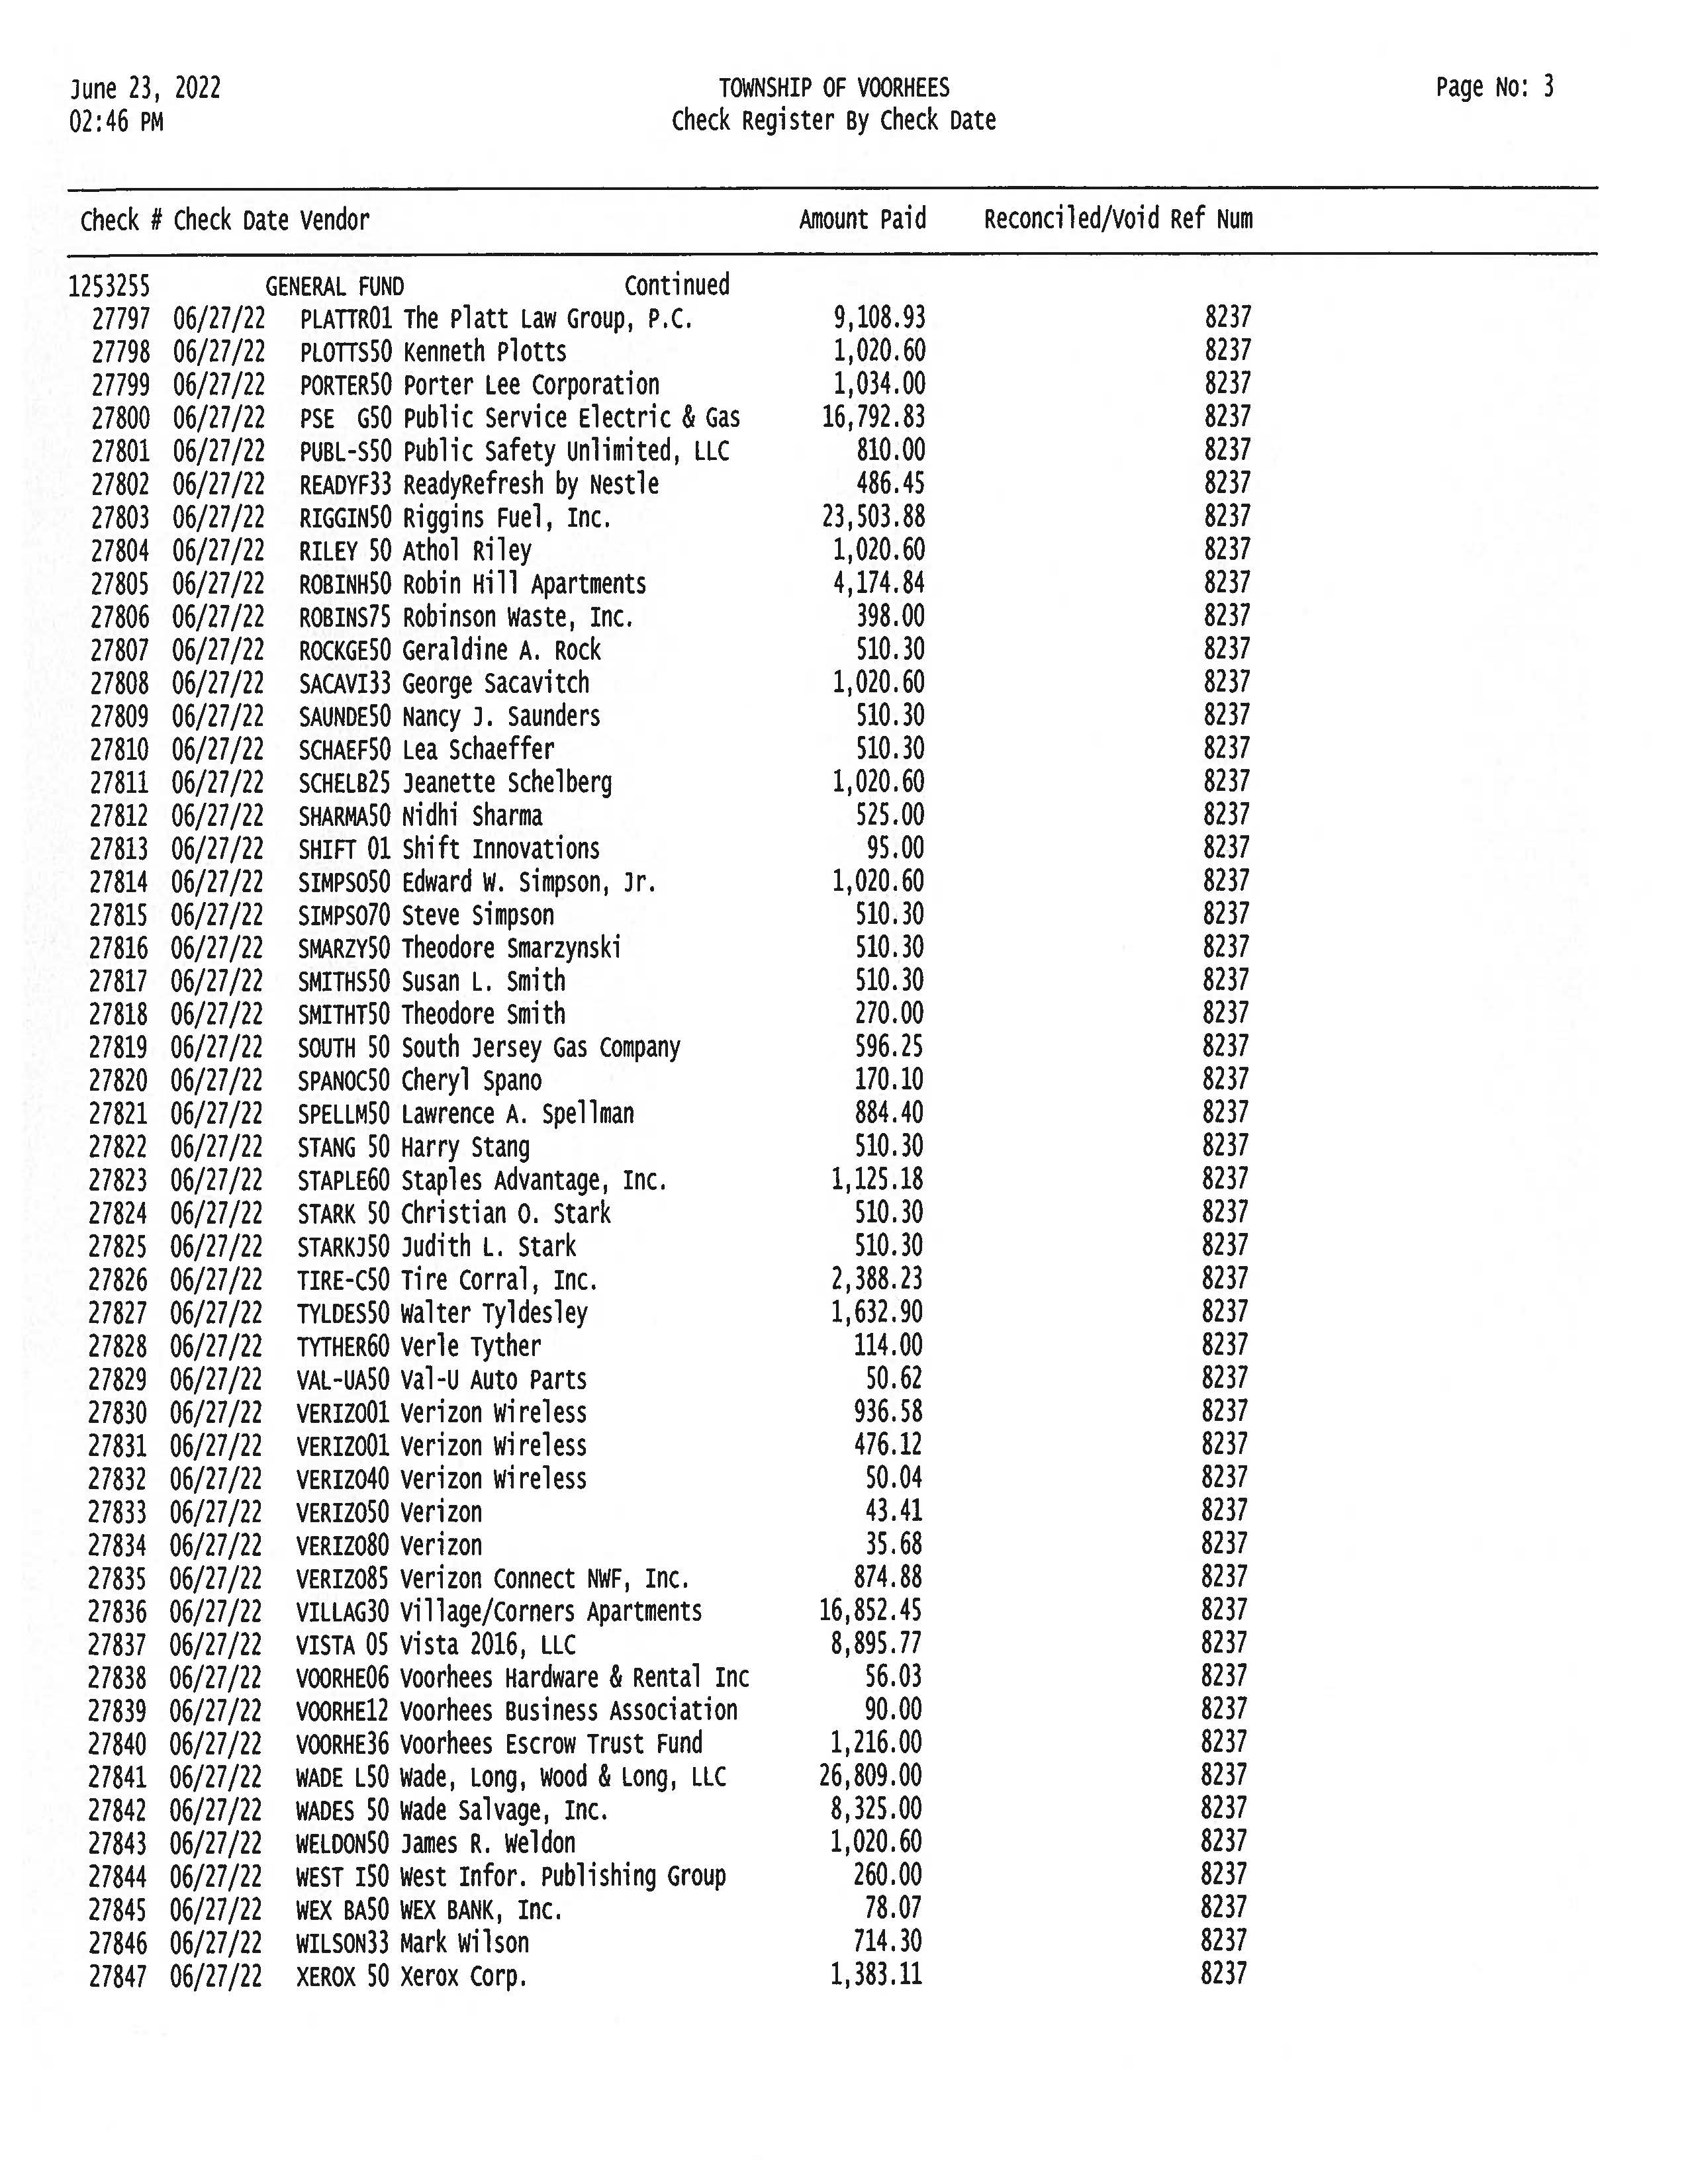 June 23, 2022 TOWNSHIP OF VOORHEES Page No: 3
02:46 PM Check Register By Check Date
Check # Check Date Vendor Amount Paid Reconciled/Void Ref Num
1253255 GENERAL FUND Continued
27797 06/27/22 PLATTR01 The Platt Law Group, P.C. 9,108.93 8237
27798 06/27/22 PLOTTS50 Kenneth Plotts 1,020.60 8237
27799 06/27/22 PORTER50 Porter Lee Corporation 1,034.00 8237
27800 06/27/22 PSE G50 Public Service Electric & Gas 16,792.83 8237
27801 06/27/22 PUBL-S50 Public Safety Unlimited, LLC 810.00 8237
27802 06/27/22 READYF33 ReadyRefresh by Nestle 486.45 8237
27803 06/27/22 RIGGIN50 Riggins Fuel, Inc. 23,503.88 8237
27804 06/27/22 RILEY 50 Athol Riley 1,020.60 8237
27805 06/27/22 ROBINH50 Robin Hill Apartments 4,174.84 8237
27806 06/27/22 ROBINS75 Robinson Waste, Inc. 398.00 8237
27807 06/27/22 ROCKGE50 Geraldine A. Rock 510.30 8237
27808 06/27/22 SACAVI33 George Sacavitch 1,020.60 8237
27809 06/27/22 SAUNDE50 Nancy J. Saunders 510.30 8237
27810 06/27/22 SCHAEF50 Lea Schaeffer 510.30 8237
27811 06/27/22 SCHELB25 Jeanette Schelberg 1,020.60 8237
27812 06/27/22 SHARMA50 Nidhi Sharma 525.00 8237
27813 06/27/22 SHIFT 01 Shift Innovations 95.00 8237
27814 06/27/22 SIMPSO50 Edward W. Simpson, Jr. 1,020.60 8237
27815 06/27/22 SIMPSO70 Steve Simpson 510.30 8237
27816 06/27/22 SMARZY50 Theodore Smarzynski 510.30 8237
27817 06/27/22 SMITHS50 Susan L. Smith 510.30 8237
27818 06/27/22 SMITHT50 Theodore Smith 270.00 8237
27819 06/27/22 SOUTH 50 South Jersey Gas Company 596.25 8237
27820 06/27/22 SPANOC50 Cheryl Spano 170.10 8237
27821 06/27/22 SPELLM50 Lawrence A. Spellman 884.40 8237
27822 06/27/22 STANG 50 Harry Stang 510.30 8237
27823 06/27/22 STAPLE60 Staples Advantage, Inc. 1,125.18 8237
27824 06/27/22 STARK 50 Christian O. Stark 510.30 8237
27825 06/27/22 STARKJ50 Judith L. Stark 510.30 8237
27826 06/27/22 TIRE-C50 Tire Corral, Inc. 2,388.23 8237
27827 06/27/22 TYLDES50 Walter Tyldesley 1,632.90 8237
27828 06/27/22 TYTHER60 Verle Tyther 114.00 8237
27829 06/27/22 VAL-UA50 Val-U Auto Parts 50.62 8237
27830 06/27/22 VERIZO01 Verizon Wireless 936.58 8237
27831 06/27/22 VERIZO01 Verizon Wireless 476.12 8237
27832 06/27/22 VERIZO40 Verizon Wireless 50.04 8237
27833 06/27/22 VERIZO50 Verizon 43.41 8237
27834 06/27/22 VERIZO80 Verizon 35.68 8237
27835 06/27/22 VERIZO85 Verizon Connect NWF, Inc. 874.88 8237
27836 06/27/22 VILLAG30 Village/Corners Apartments 16,852.45 8237
27837 06/27/22 VISTA 05 Vista 2016, LLC 8,895.77 8237
27838 06/27/22 VOORHE06 Voorhees Hardware & Rental Inc 56.03 8237
27839 06/27/22 VOORHE12 Voorhees Business Association 90.00 8237
27840 06/27/22 VOORHE36 Voorhees Escrow Trust Fund 1,216.00 8237
27841 06/27/22 WADE L50 Wade, Long, Wood & Long, LLC 26,809.00 8237
27842 06/27/22 WADES 50 Wade Salvage, Inc. 8,325.00 8237
27843 06/27/22 WELDON50 James R. Weldon 1,020.60 8237
27844 06/27/22 WEST I50 West Infor. Publishing Group 260.00 8237
27845 06/27/22 WEX BA50 WEX BANK, Inc. 78.07 8237
27846 06/27/22 WILSON33 Mark Wilson 714.30 8237
27847 06/27/22 XEROX 50 Xerox Corp. 1,383.11 8237